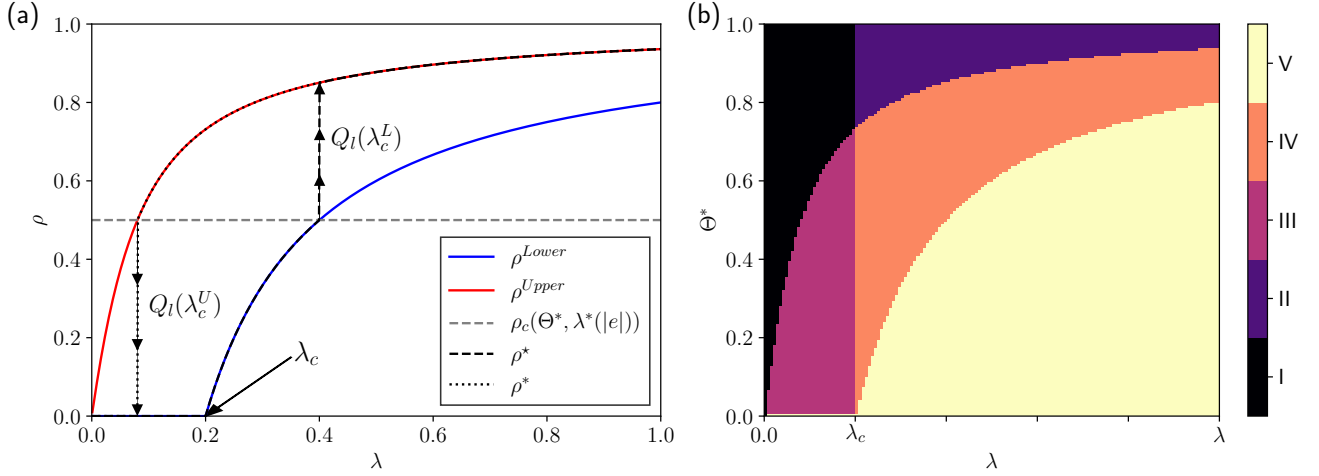 (a)
1.0
0.8
0.6
0.4
0.2
0.0
ρ
0.0 0.2 0.4 0.6 0.8 1.0
λ
Q_l(λ_c^L)
Q_l(λ_c^U)
λ_c
ρ^{Lower}
ρ^{Upper}
ρ_c(Θ^*, λ^*(|e|))
ρ^⋆
ρ^*
(b)
1.0
0.8
0.6
0.4
0.2
0.0
Θ^*
0.0 λ_c λ
λ
V
IV
III
II
I